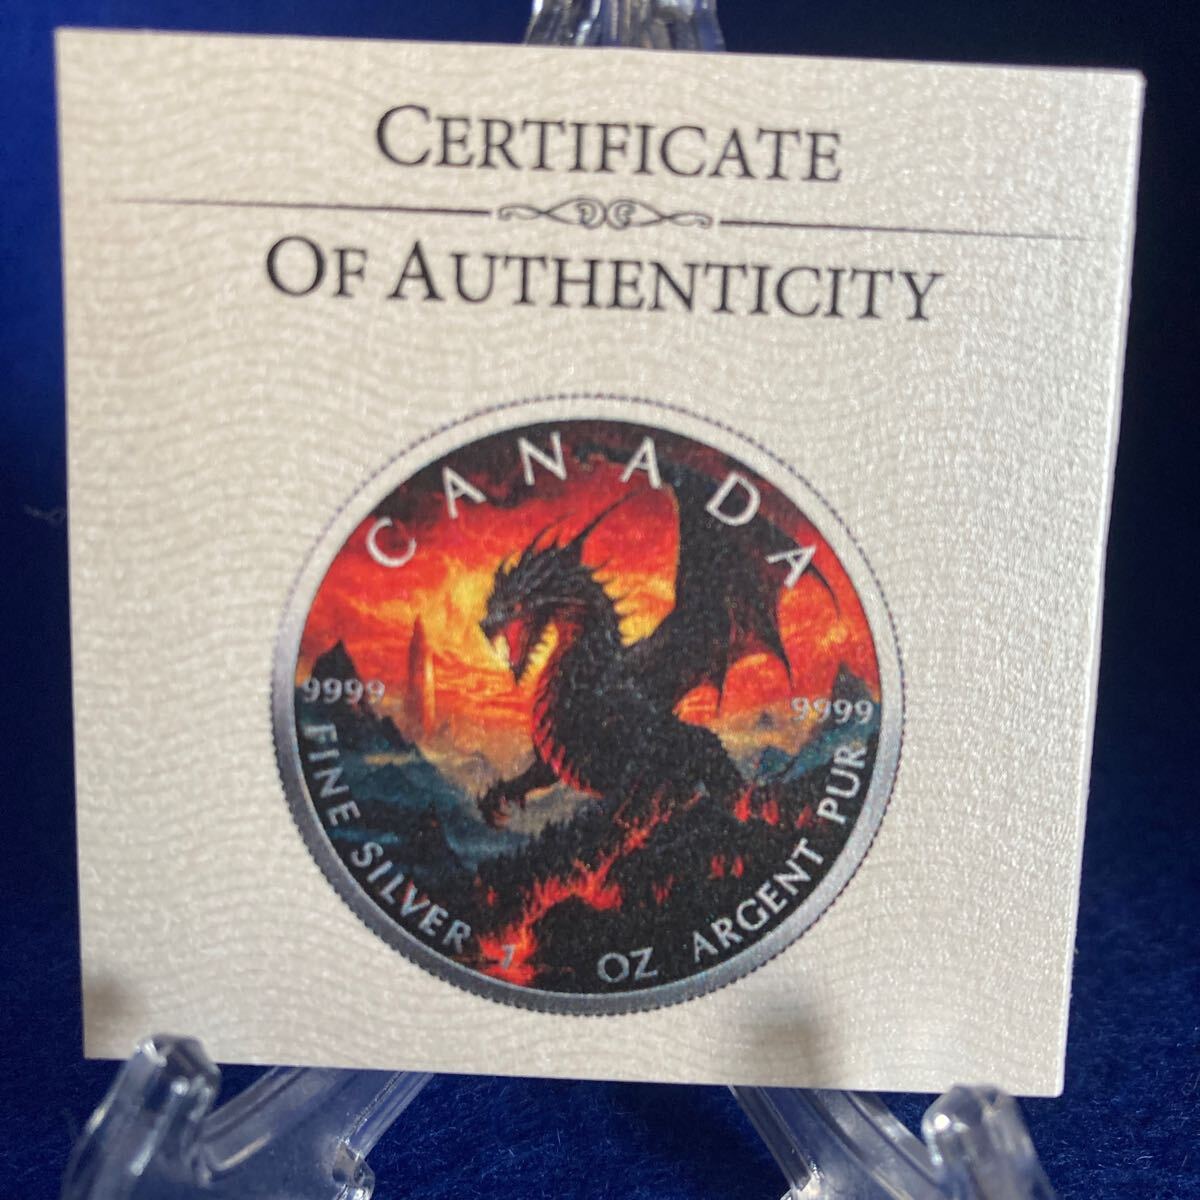 CERTIFICATE
OF AUTHENTICITY
CANADA
9999
9999
FINE SILVER 1 OZ ARGENT PUR